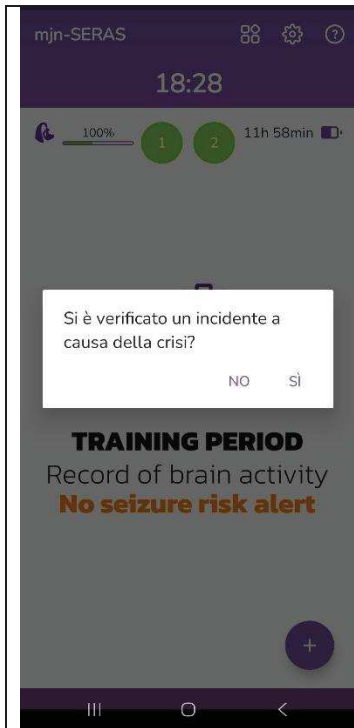 mjn-SERAS
18:28
100%
1
2
11h 58min
Si è verificato un incidente a
causa della crisi?
NO
SÌ
TRAINING PERIOD
Record of brain activity
No seizure risk alert